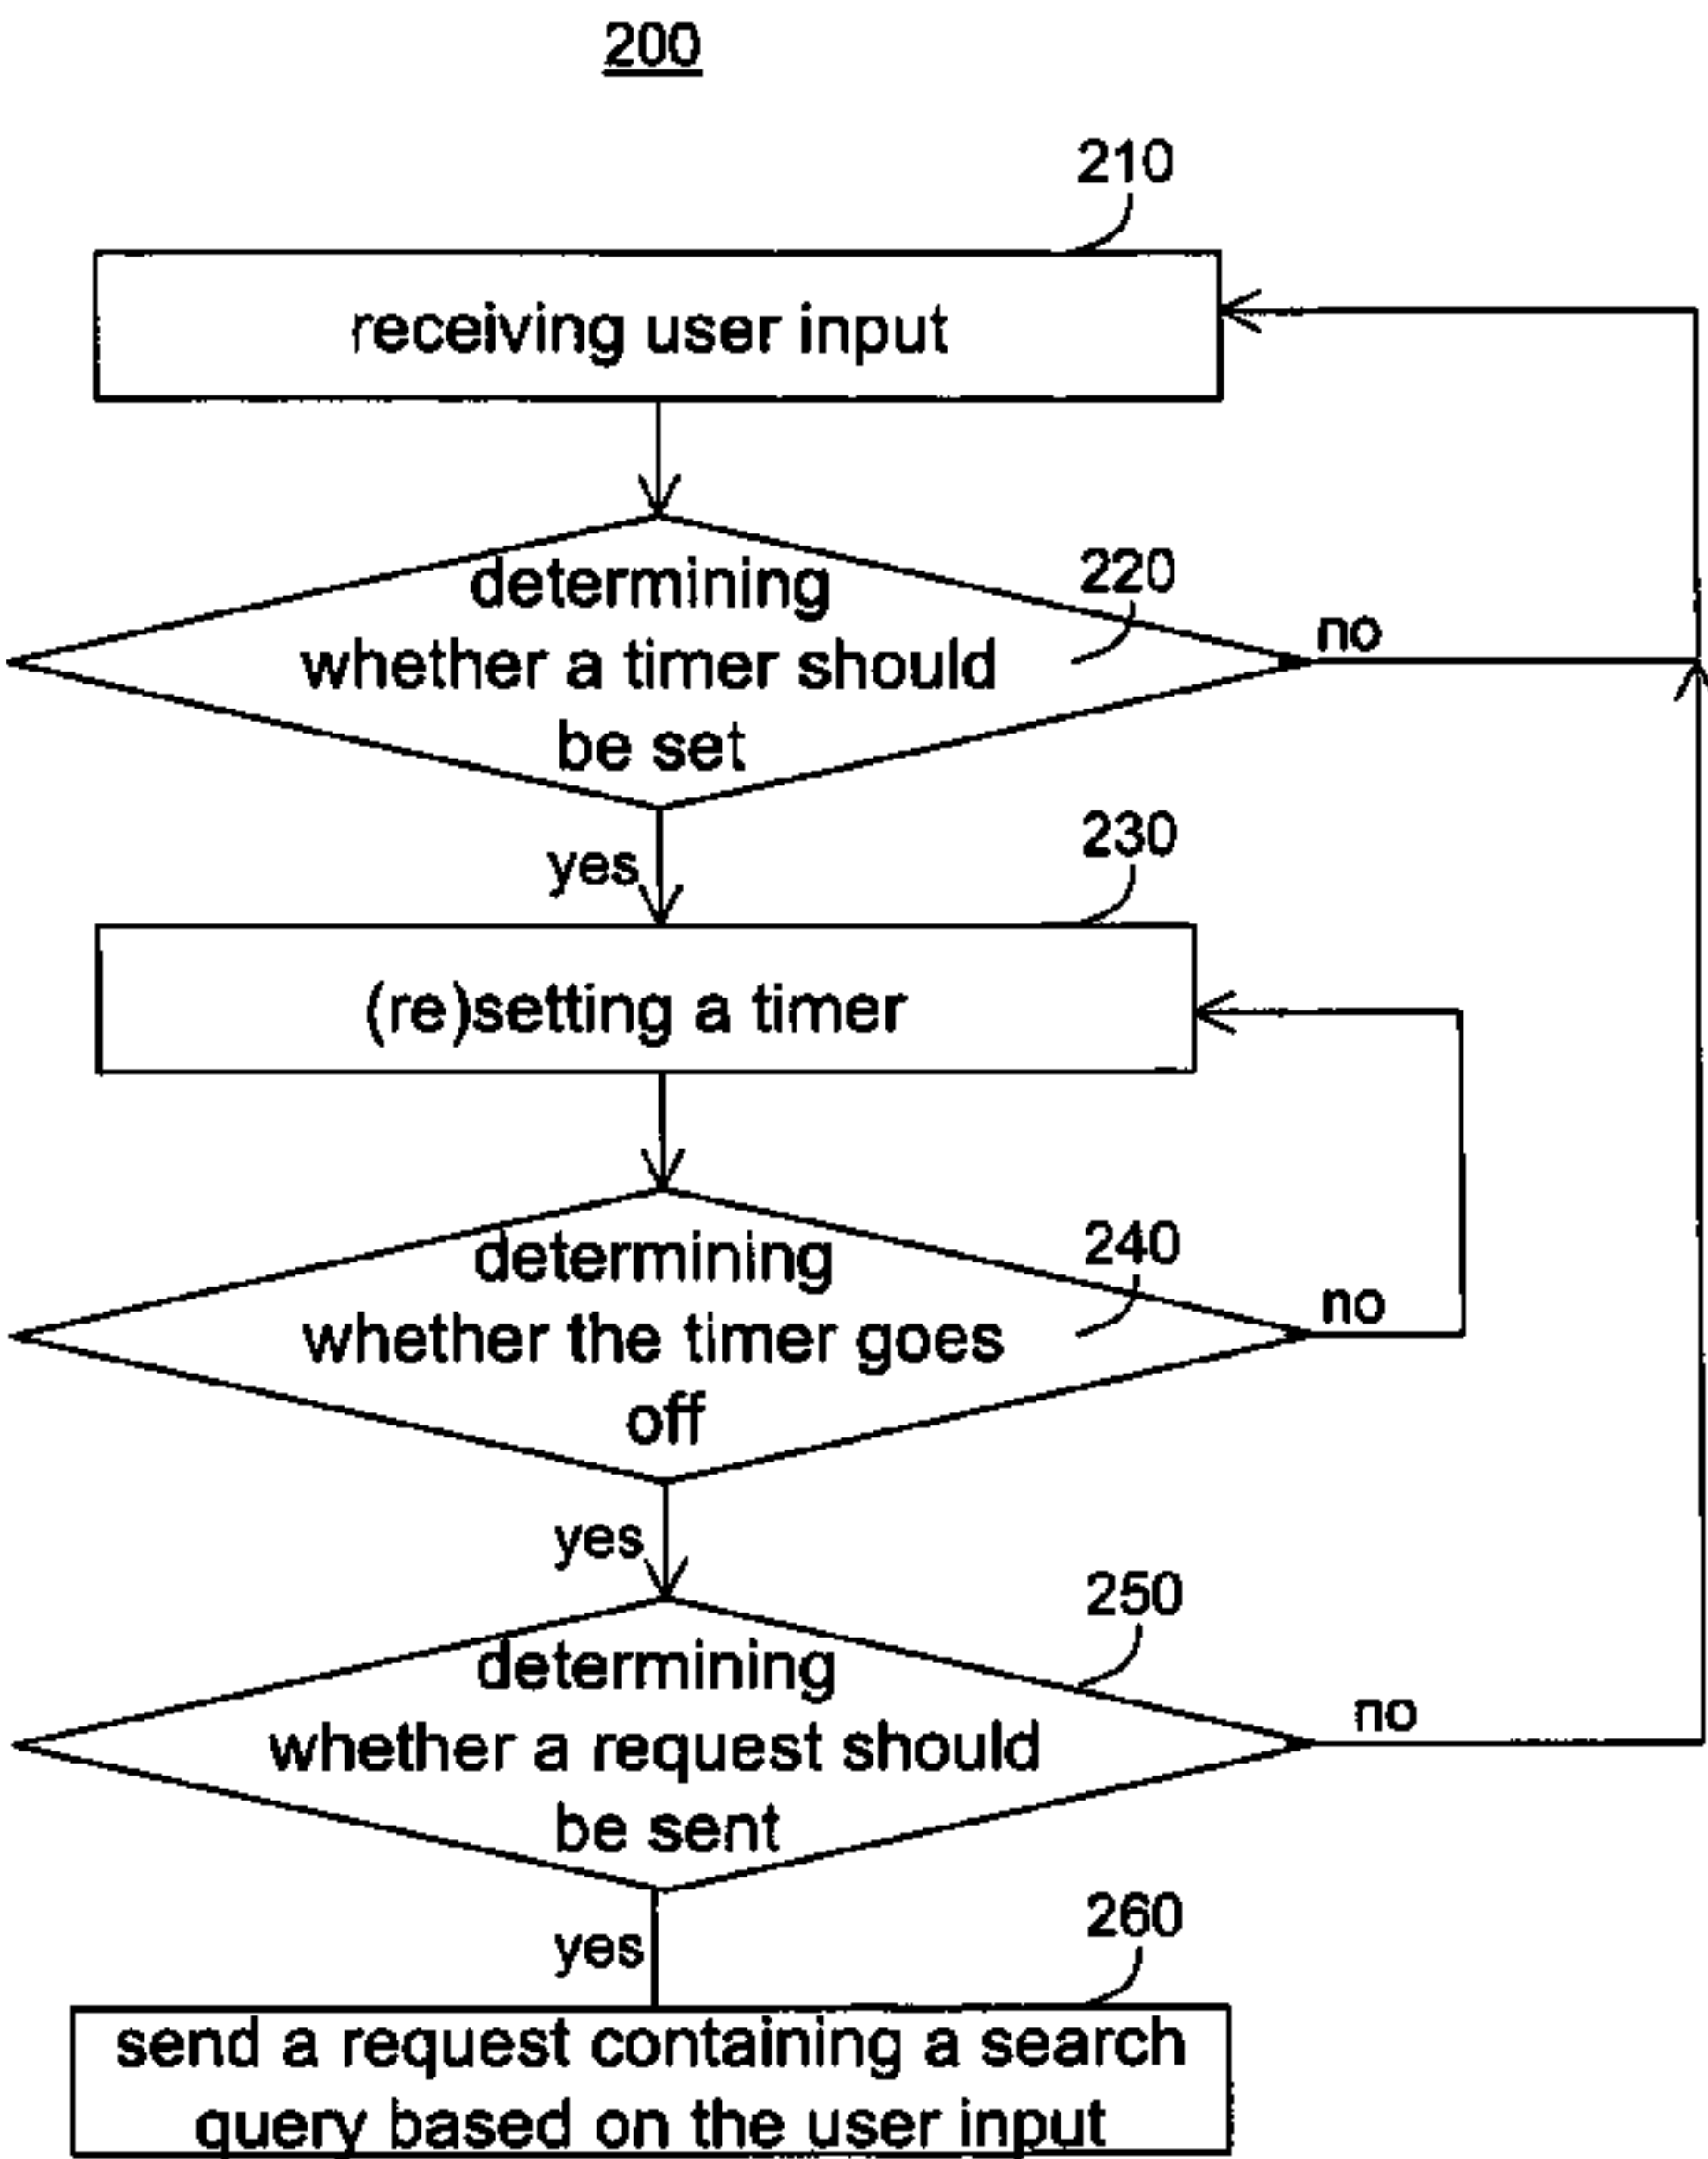 200
210
receiving user input
determining
220
whether a timer should
no
be set
yes
230
(re)setting a timer
determining
240
whether the timer goes
no
off
yes
250
determining
whether a request should
no
be sent
yes
260
send a request containing a search
query based on the user input